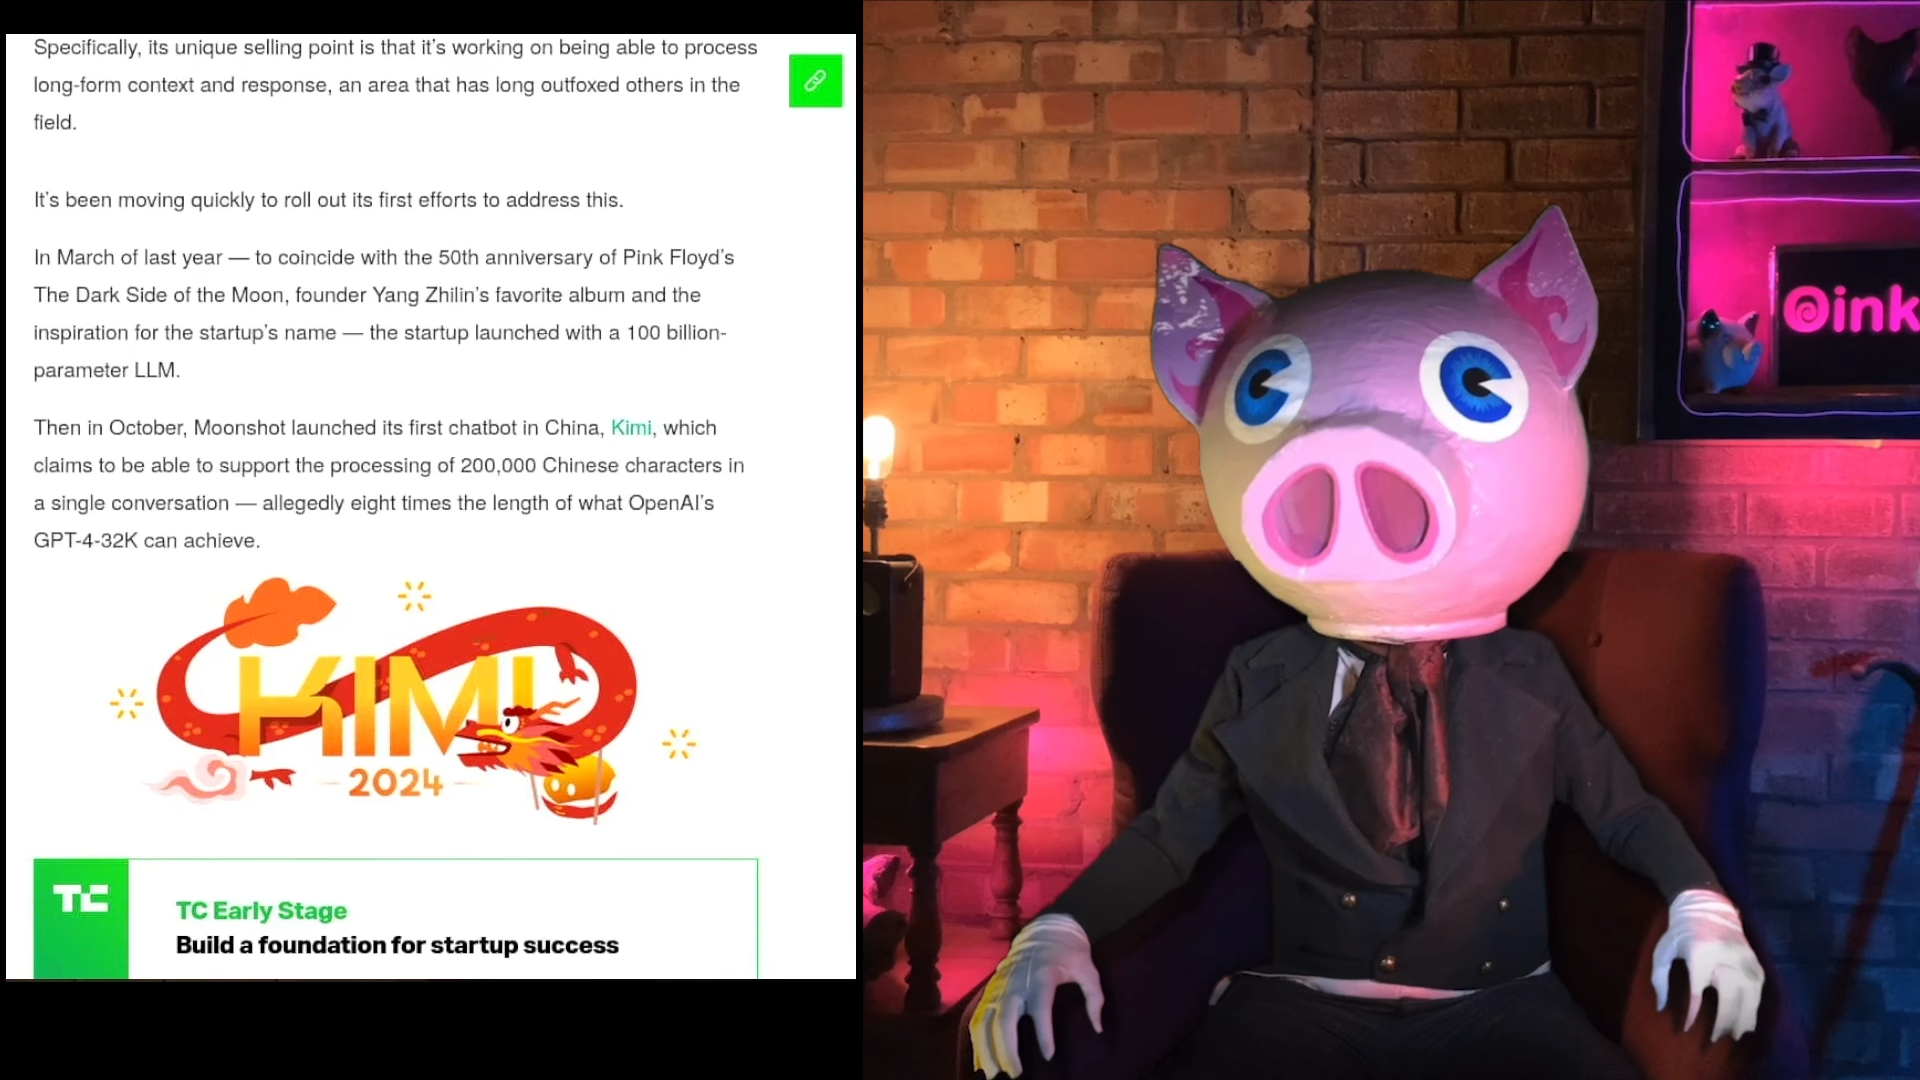 Specifically, its unique selling point is that it’s working on being able to process
long-form context and response, an area that has long outfoxed others in the
field.
It’s been moving quickly to roll out its first efforts to address this.
In March of last year — to coincide with the 50th anniversary of Pink Floyd’s
The Dark Side of the Moon, founder Yang Zhilin’s favorite album and the
inspiration for the startup’s name — the startup launched with a 100 billion-
parameter LLM.
Then in October, Moonshot launched its first chatbot in China, Kimi, which
claims to be able to support the processing of 200,000 Chinese characters in
a single conversation — allegedly eight times the length of what OpenAI’s
GPT-4-32K can achieve.
KIMI
2024
TC
TC Early Stage
Build a foundation for startup success
Oink